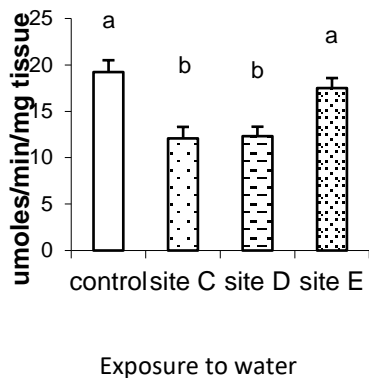 umoles/min/mg tissue
25
20
15
10
5
0
a
b
b
a
control site C site D site E
Exposure to water